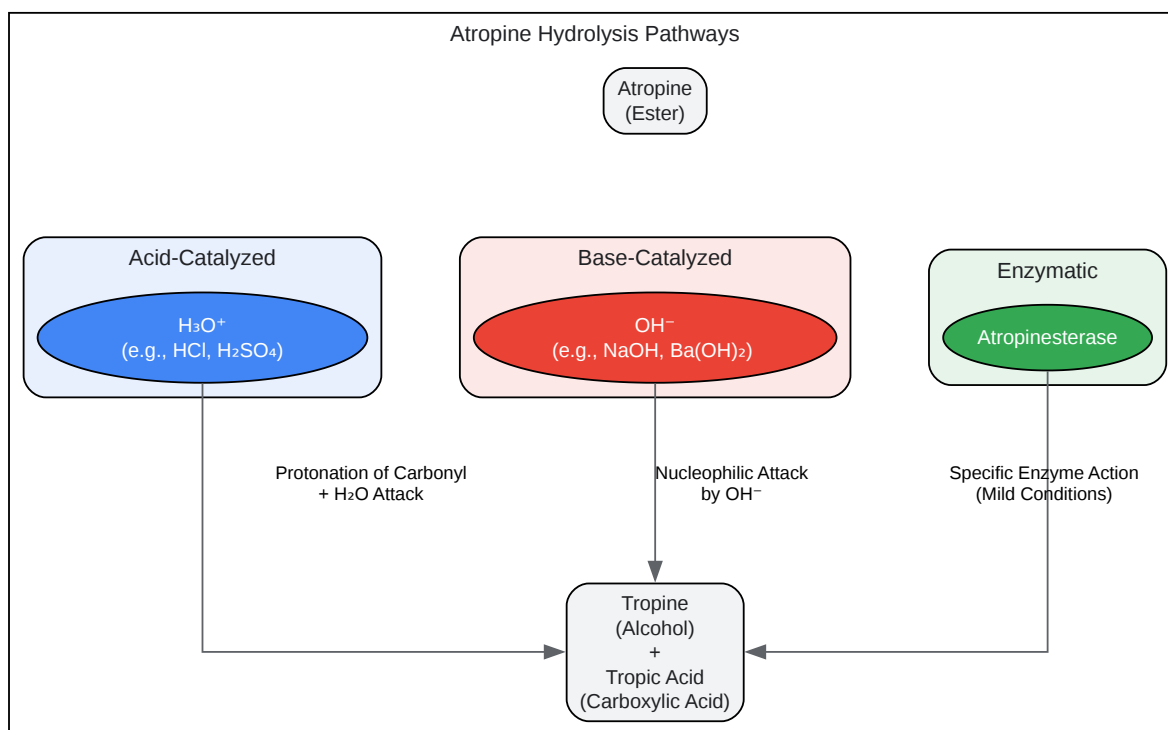 Atropine Hydrolysis Pathways
Atropine
(Ester)
Acid-Catalyzed
H₃O⁺
(e.g., HCl, H₂SO₄)
Base-Catalyzed
OH⁻
(e.g., NaOH, Ba(OH)₂)
Enzymatic
Atropinesterase
Protonation of Carbonyl
+ H₂O Attack
Nucleophilic Attack
by OH⁻
Specific Enzyme Action
(Mild Conditions)
Tropine
(Alcohol)
+
Tropic Acid
(Carboxylic Acid)